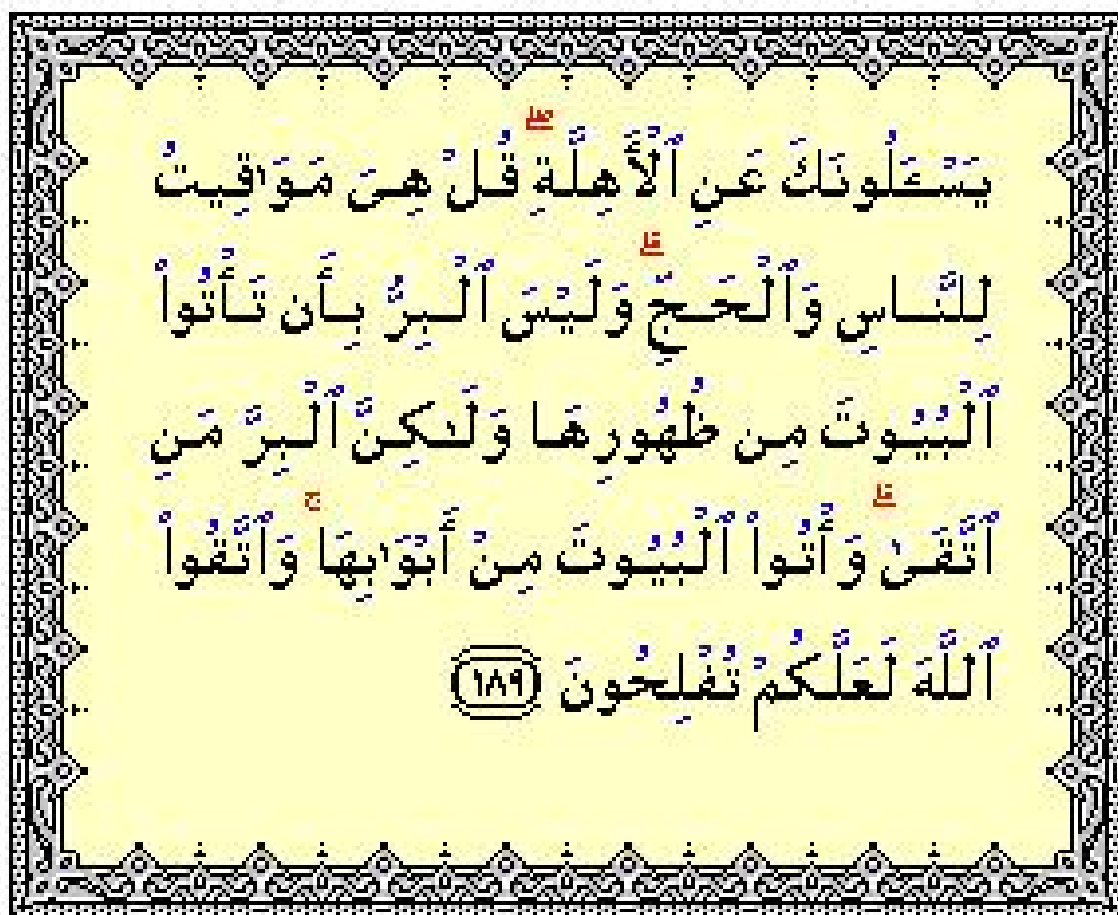 يَسْـَٔلُونَكَ عَنِ ٱلْأَهِلَّةِ ۖ قُلْ هِىَ مَوَٰقِيتُ
لِلنَّاسِ وَٱلْحَجِّ ۗ وَلَيْسَ ٱلْبِرُّ بِأَن تَأْتُوا۟
ٱلْبُيُوتَ مِن ظُهُورِهَا وَلَـٰكِنَّ ٱلْبِرَّ مَنِ
ٱتَّقَىٰ ۗ وَأْتُوا۟ ٱلْبُيُوتَ مِنْ أَبْوَٰبِهَا ۚ وَٱتَّقُوا۟
ٱللَّهَ لَعَلَّكُمْ تُفْلِحُونَ ١٨٩